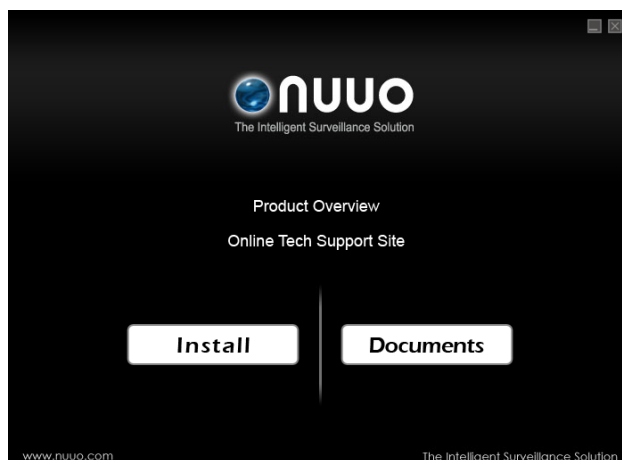 nuuo
The Intelligent Surveillance Solution
Product Overview
Online Tech Support Site
Install
Documents
www.nuuo.com
The Intelligent Surveillance Solution